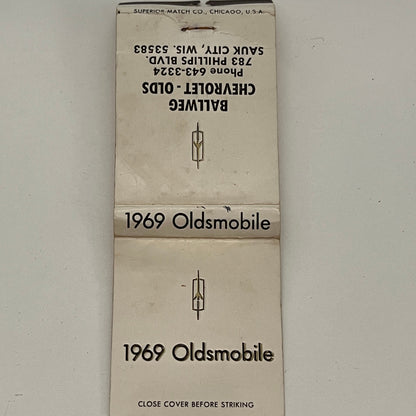 SUPERIOR MATCH CO., CHICAGO, U.S.A.
BALLWEG
CHEVROLET - OLDS
Phone 643-3324
783 PHILLIPS BLVD.
SAUK CITY, WIS. 53583
1969 Oldsmobile
1969 Oldsmobile
CLOSE COVER BEFORE STRIKING